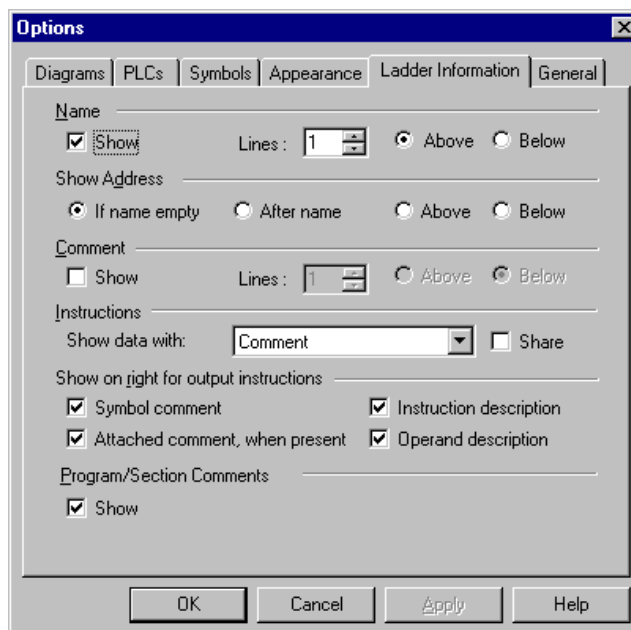 Options
Diagrams PLCs Symbols Appearance Ladder Information General
Name
Show Lines : 1 Above Below
Show Address
If name empty After name Above Below
Comment
Show Lines : 1 Above Below
Instructions
Show data with: Comment Share
Show on right for output instructions
Symbol comment Instruction description
Attached comment, when present Operand description
Program/Section Comments
Show
OK Cancel Apply Help